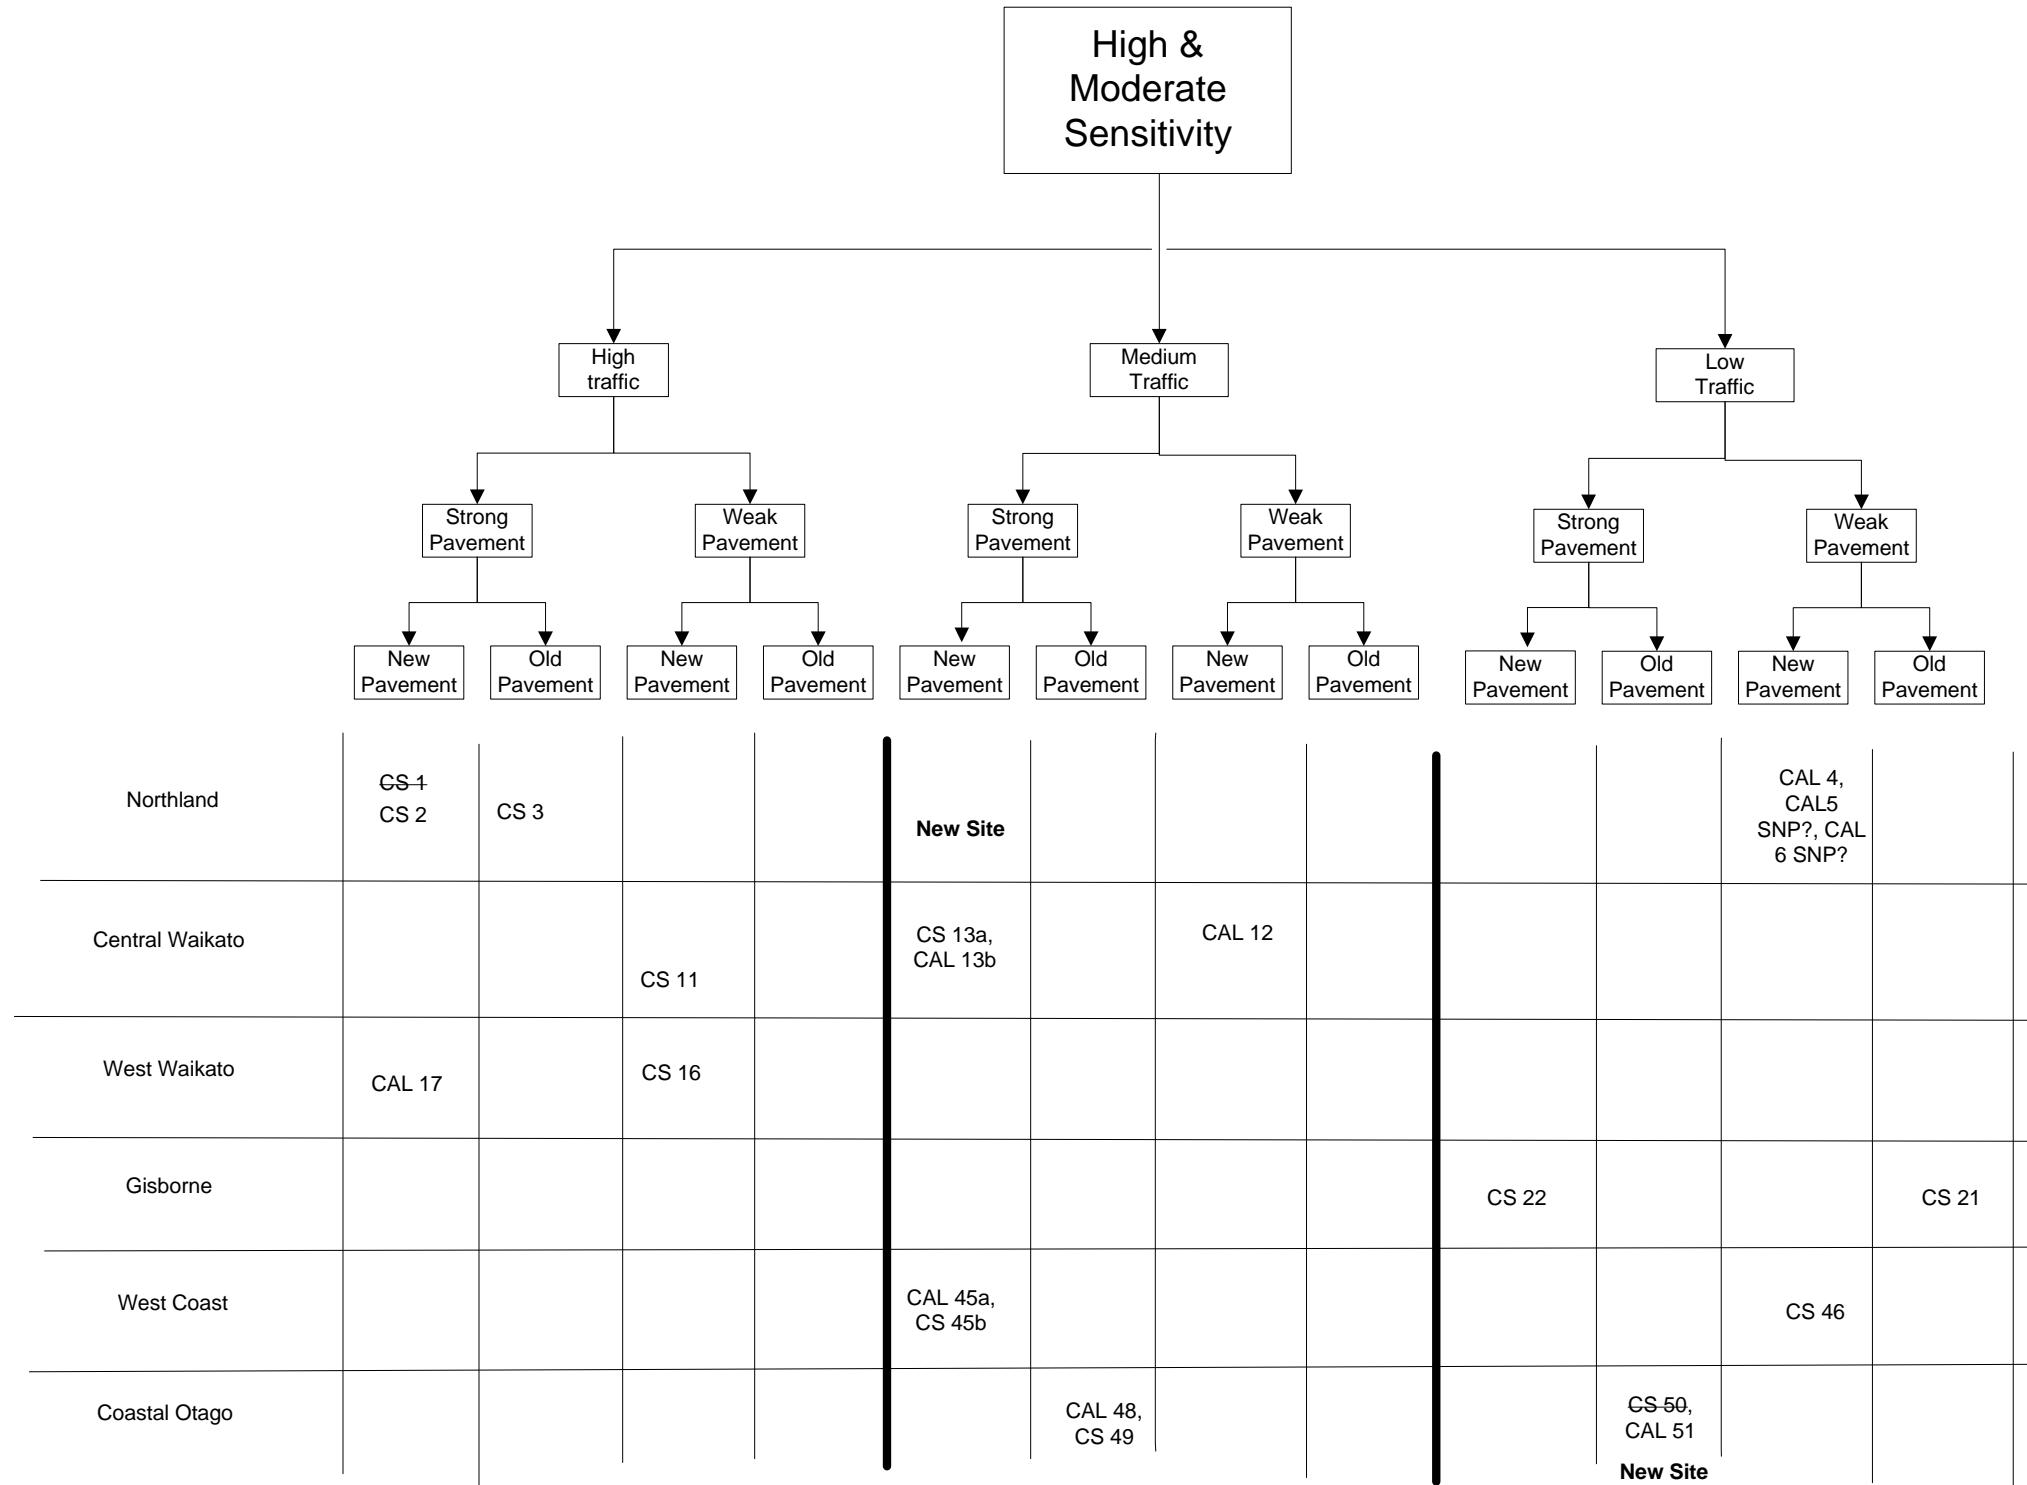 High &
Moderate
Sensitivity
High
traffic
Medium
Traffic
Low
Traffic
Strong
Pavement
Weak
Pavement
Strong
Pavement
Weak
Pavement
Strong
Pavement
Weak
Pavement
New
Pavement
Old
Pavement
New
Pavement
Old
Pavement
New
Pavement
Old
Pavement
New
Pavement
Old
Pavement
New
Pavement
Old
Pavement
New
Pavement
Old
Pavement
Northland
CS 1
CS 2
CS 3
New Site
CAL 4,
CAL5
SNP?, CAL
6 SNP?
Central Waikato
CS 11
CS 13a,
CAL 13b
CAL 12
West Waikato
CAL 17
CS 16
Gisborne
CS 22
CS 21
West Coast
CAL 45a,
CS 45b
CS 46
Coastal Otago
CAL 48,
CS 49
CS 50,
CAL 51
New Site